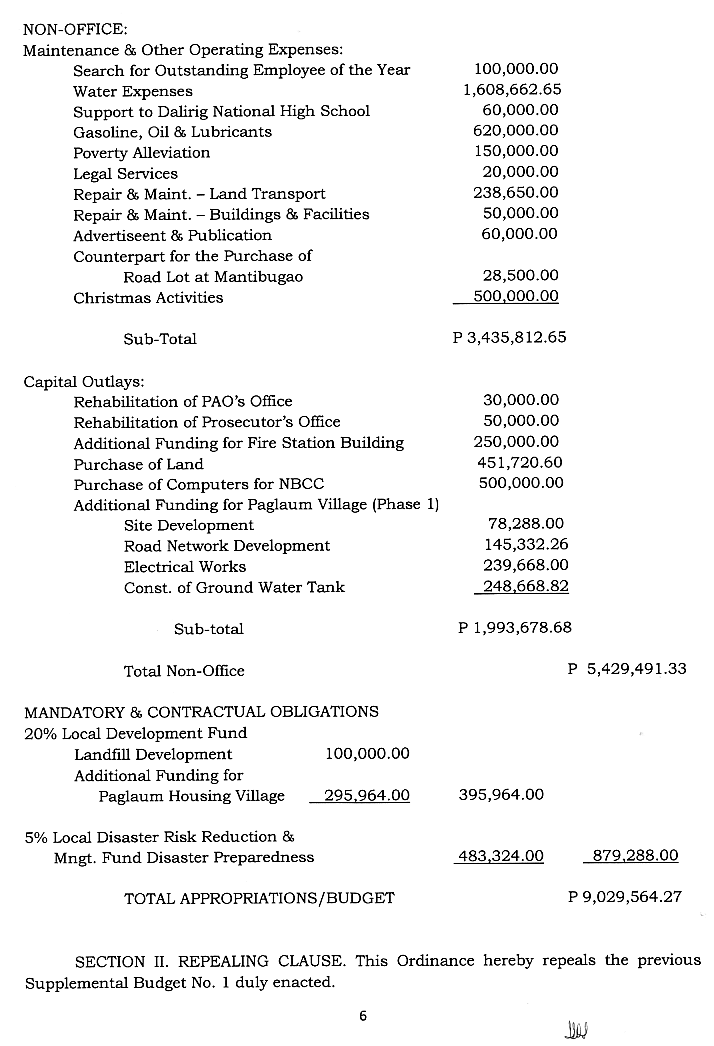 NON-OFFICE:
Maintenance & Other Operating Expenses:
Search for Outstanding Employee of the Year 100,000.00
Water Expenses 1,608,662.65
Support to Dalirig National High School 60,000.00
Gasoline, Oil & Lubricants 620,000.00
Poverty Alleviation 150,000.00
Legal Services 20,000.00
Repair & Maint. – Land Transport 238,650.00
Repair & Maint. – Buildings & Facilities 50,000.00
Advertiseent & Publication 60,000.00
Counterpart for the Purchase of
Road Lot at Mantibugao 28,500.00
Christmas Activities 500,000.00
Sub-Total P 3,435,812.65
Capital Outlays:
Rehabilitation of PAO's Office 30,000.00
Rehabilitation of Prosecutor's Office 50,000.00
Additional Funding for Fire Station Building 250,000.00
Purchase of Land 451,720.60
Purchase of Computers for NBCC 500,000.00
Additional Funding for Paglaum Village (Phase 1)
Site Development 78,288.00
Road Network Development 145,332.26
Electrical Works 239,668.00
Const. of Ground Water Tank 248,668.82
Sub-total P 1,993,678.68
Total Non-Office P 5,429,491.33
MANDATORY & CONTRACTUAL OBLIGATIONS
20% Local Development Fund
Landfill Development 100,000.00
Additional Funding for
Paglaum Housing Village 295,964.00 395,964.00
5% Local Disaster Risk Reduction &
Mngt. Fund Disaster Preparedness 483,324.00 879,288.00
TOTAL APPROPRIATIONS/BUDGET P 9,029,564.27
SECTION II. REPEALING CLAUSE. This Ordinance hereby repeals the previous
Supplemental Budget No. 1 duly enacted.
6